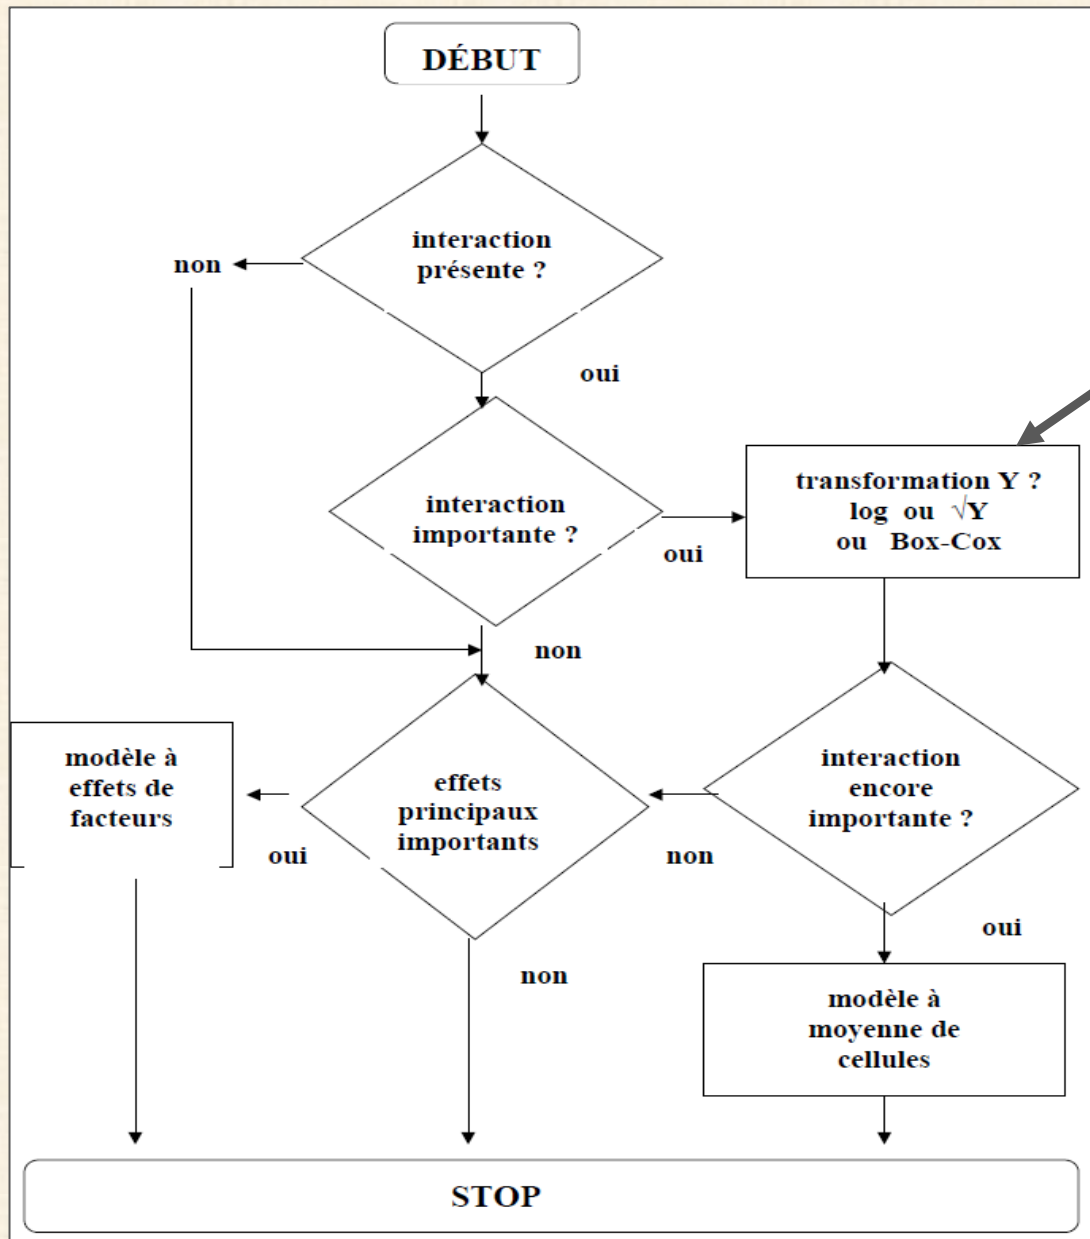 DÉBUT
interaction
présente ?
non
oui
interaction
importante ?
oui
transformation Y ?
log ou √Y
ou Box-Cox
non
modèle à
effets de
facteurs
oui
effets
principaux
importants
non
interaction
encore
importante ?
non
oui
modèle à
moyenne de
cellules
STOP